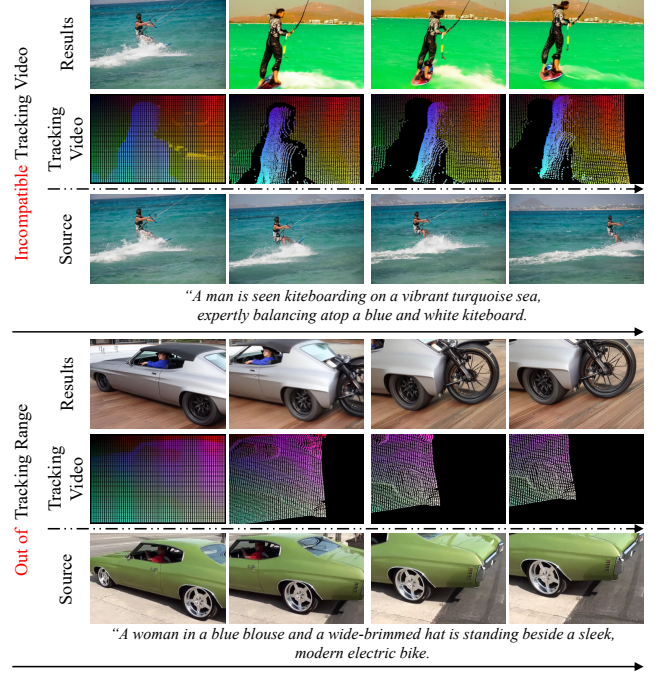 Incompatible Tracking Video
Results
Tracking
Video
Source
“A man is seen kiteboarding on a vibrant turquoise sea,
expertly balancing atop a blue and white kiteboard.
Out of Tracking Range
Results
Tracking
Video
Source
“A woman in a blue blouse and a wide-brimmed hat is standing beside a sleek,
modern electric bike.